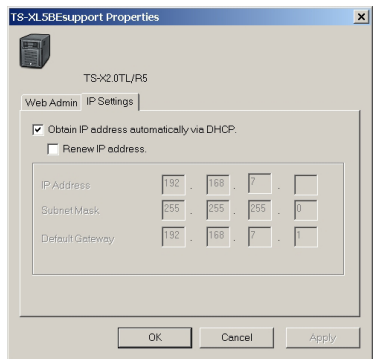 TS-XL5BEsupport Properties
TS-X2.0TL/R5
Web Admin IP Settings
Obtain IP address automatically via DHCP.
Renew IP address.
IP Address 192 . 168 . 7 .
Subnet Mask 255 . 255 . 255 . 0
Default Gateway 192 . 168 . 7 . 1
OK Cancel Apply